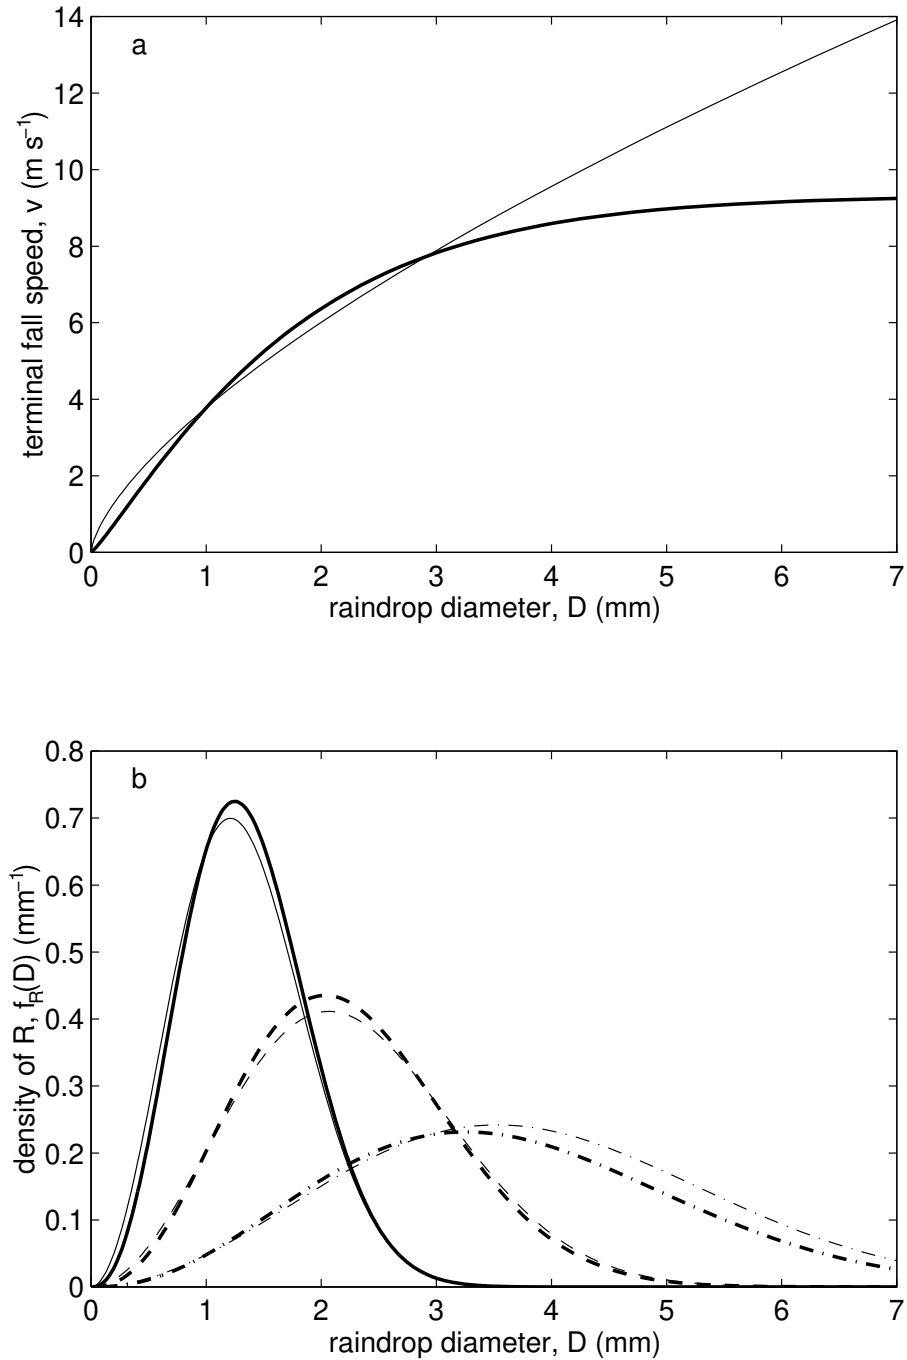 a
14
12
10
8
6
4
2
0
terminal fall speed, v (m s⁻¹)
0 1 2 3 4 5 6 7
raindrop diameter, D (mm)
b
0.8
0.7
0.6
0.5
0.4
0.3
0.2
0.1
0
density of R, f_R(D) (mm⁻¹)
0 1 2 3 4 5 6 7
raindrop diameter, D (mm)